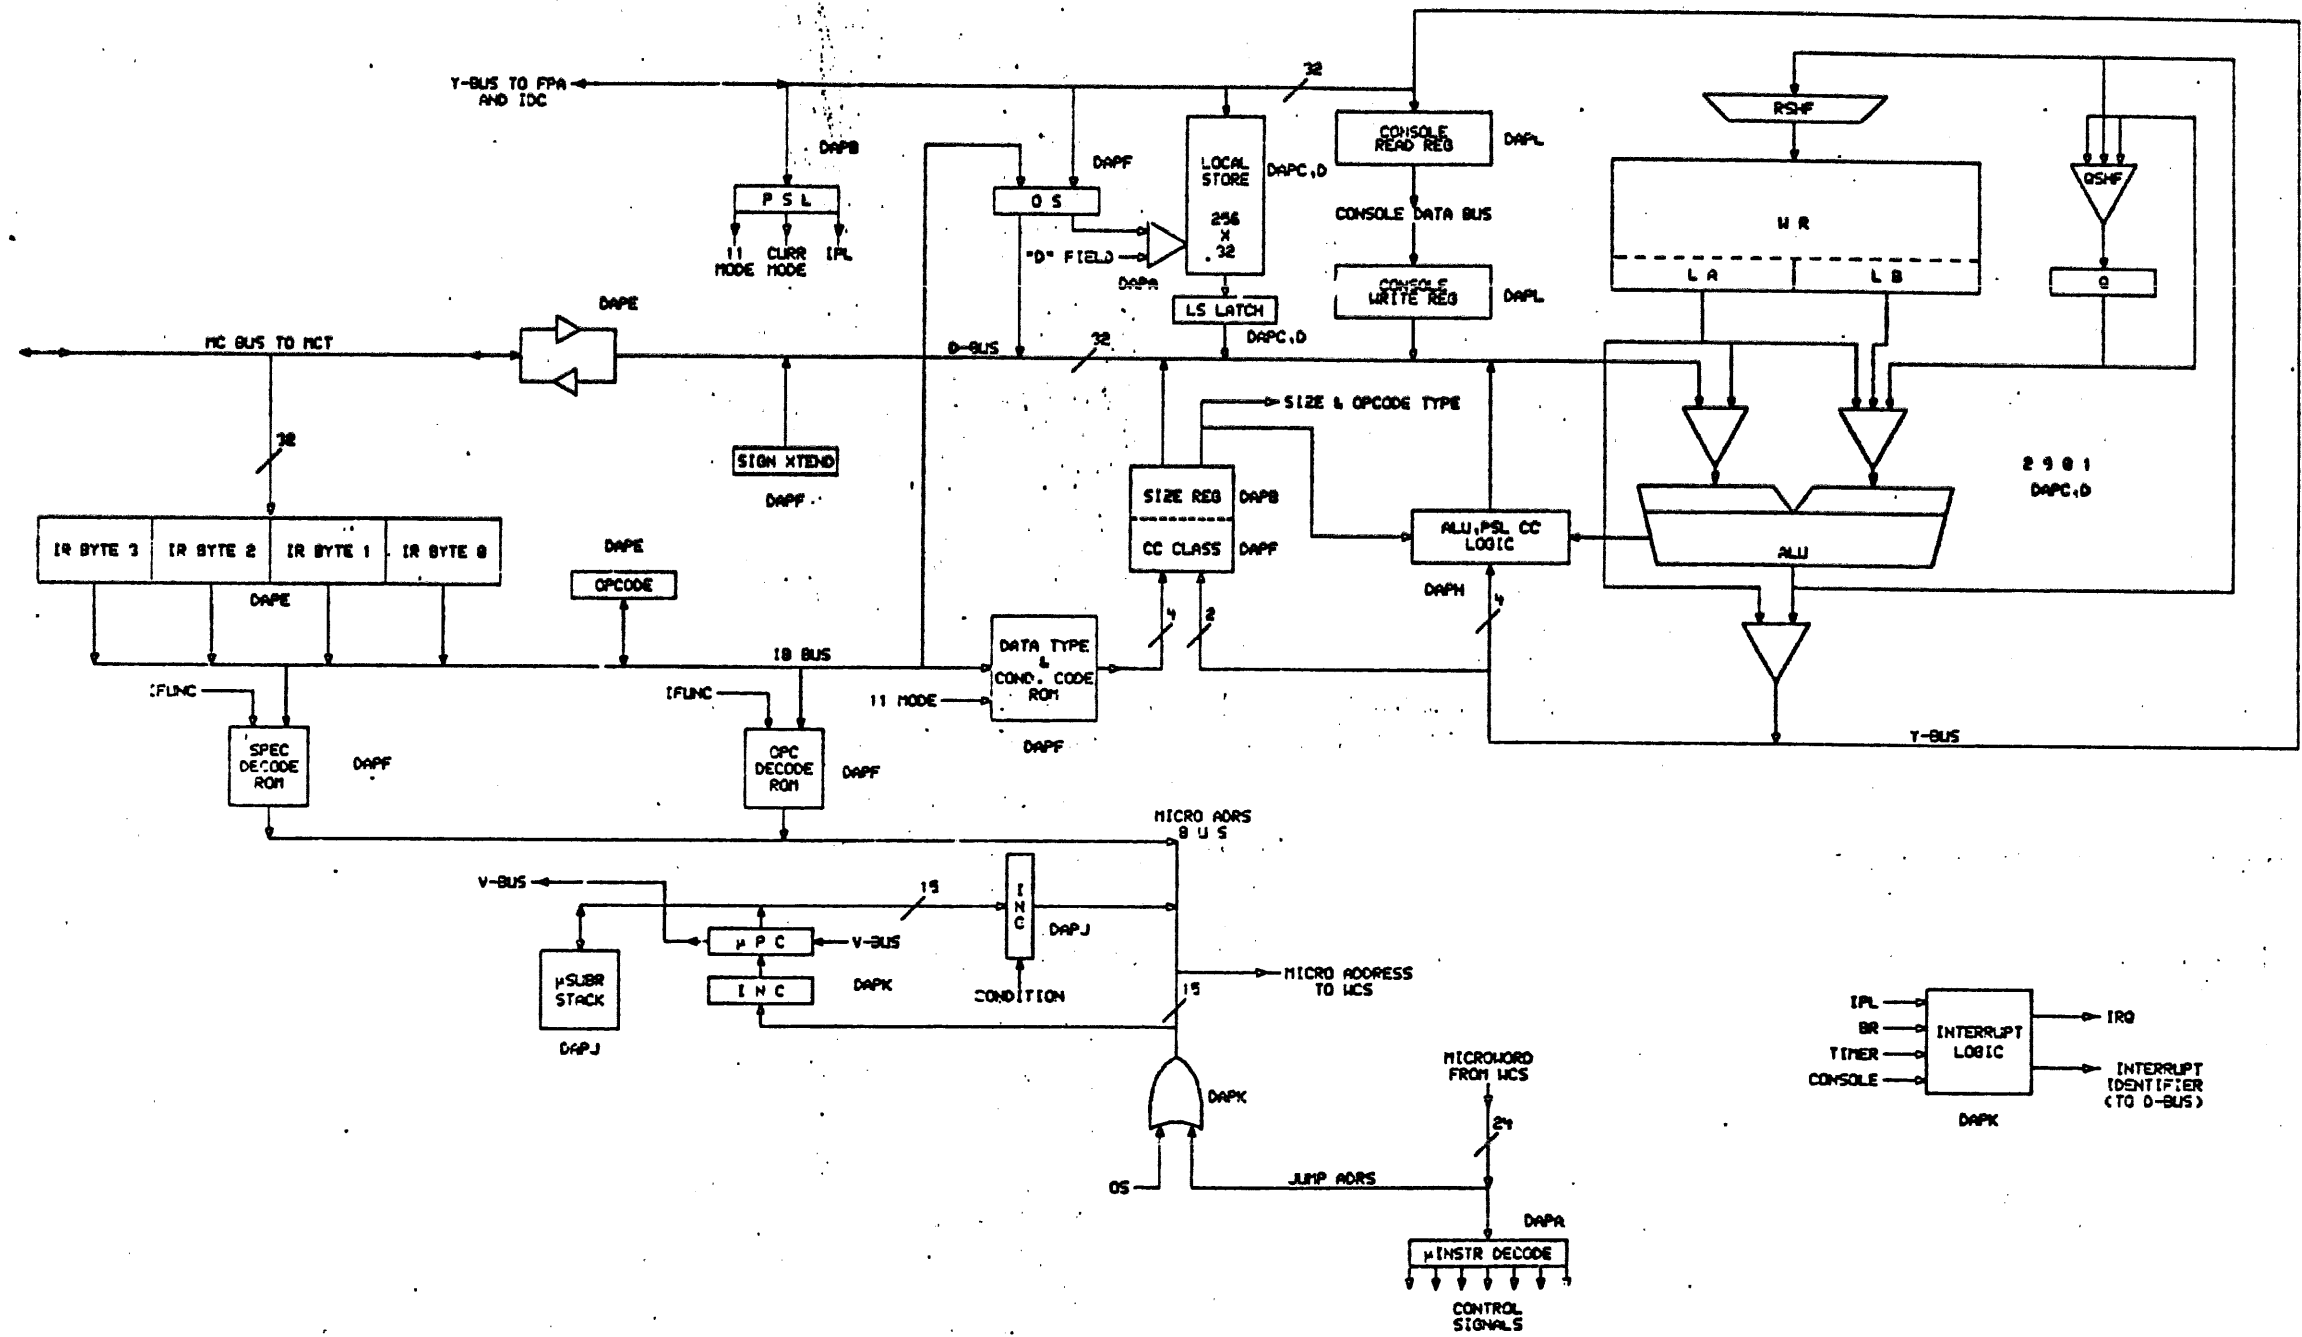 32
Y-BUS TO FPA
AND IDC
RSHF
CONSOLE
READ REG
DAPL
DAPB
DAPF
LOCAL
STORE
256
X
32
DAPC,D
QSHF
P S L
O S
CONSOLE DATA BUS
W R
11
MODE
CURR
MODE
IPL
"D" FIELD
DAPA
L A
L B
Q
CONSOLE
WRITE REG
DAPL
DAPE
LS LATCH
DAPC,D
MC BUS TO MCT
D-BUS
32
SIZE & OPCODE TYPE
32
SIGN XTEND
DAPF
2 9 0 1
DAPC,D
SIZE REG
DAPB
CC CLASS
DAPF
ALU,PSL CC
LOGIC
ALU
DAPH
IR BYTE 3
IR BYTE 2
IR BYTE 1
IR BYTE 0
DAPE
DAPE
OPCODE
4
2
4
IB BUS
DATA TYPE
&
COND. CODE
ROM
11 MODE
DAPF
IFUNC
IFUNC
SPEC
DECODE
ROM
DAPF
OPC
DECODE
ROM
DAPF
Y-BUS
MICRO ADRS
B U S
V-BUS
15
I
N
C
DAPJ
µ P C
V-BUS
I N C
DAPK
CONDITION
µSUBR
STACK
DAPJ
MICRO ADDRESS
TO WCS
15
IPL
BR
TIMER
CONSOLE
INTERRUPT
LOGIC
IRQ
INTERRUPT
IDENTIFIER
(TO D-BUS)
DAPK
MICROWORD
FROM WCS
DAPK
24
OS
JUMP ADRS
DAPA
µINSTR DECODE
CONTROL
SIGNALS